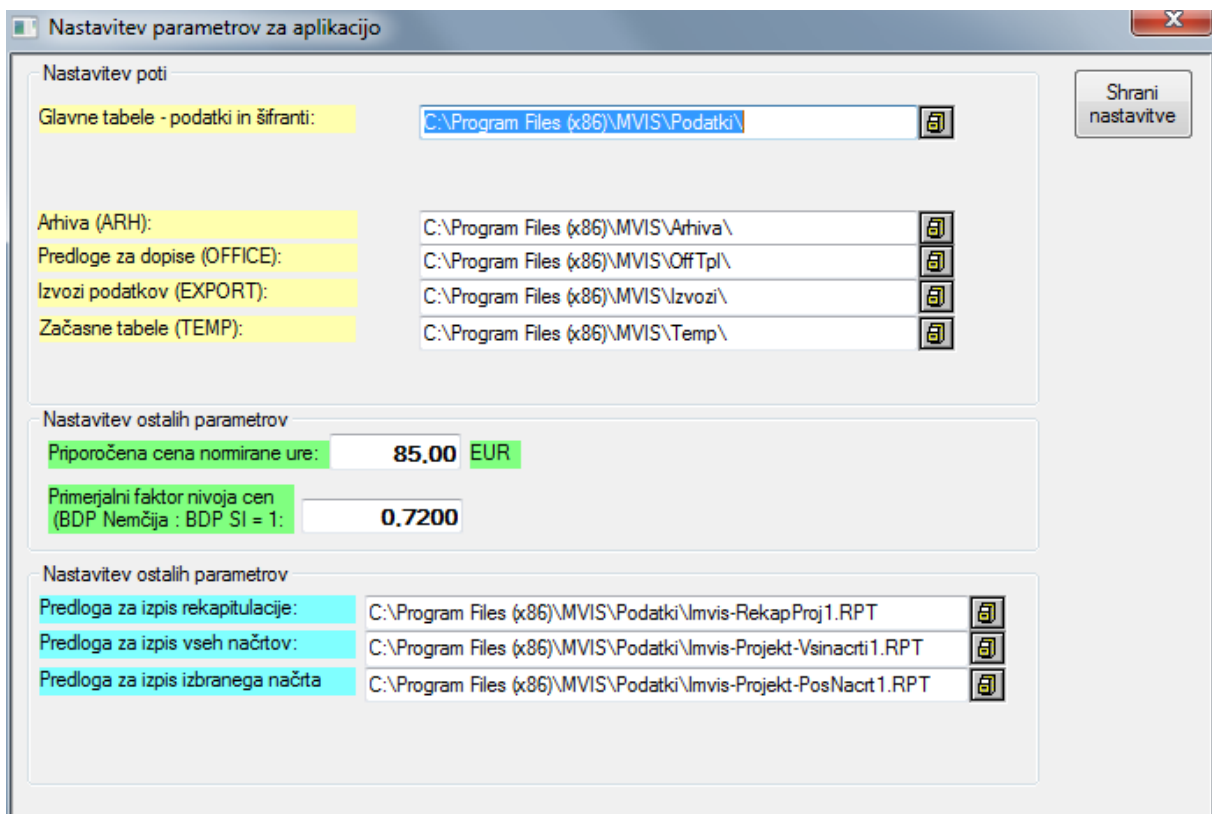 Nastavitev parametrov za aplikacijo
x
Nastavitev poti
Shrani
nastavitve
Glavne tabele - podatki in šifranti: C:\Program Files (x86)\MVIS\Podatki\
Arhiva (ARH): C:\Program Files (x86)\MVIS\Arhiva\
Predloge za dopise (OFFICE): C:\Program Files (x86)\MVIS\OffTpl\
Izvozi podatkov (EXPORT): C:\Program Files (x86)\MVIS\Izvozi\
Začasne tabele (TEMP): C:\Program Files (x86)\MVIS\Temp\
Nastavitev ostalih parametrov
Priporočena cena normirane ure: 85,00 EUR
Primerjalni faktor nivoja cen
(BDP Nemčija : BDP SI = 1: 0,7200
Nastavitev ostalih parametrov
Predloga za izpis rekapitulacije: C:\Program Files (x86)\MVIS\Podatki\Imvis-RekapProj1.RPT
Predloga za izpis vseh načrtov: C:\Program Files (x86)\MVIS\Podatki\Imvis-Projekt-Vsinacrti1.RPT
Predloga za izpis izbranega načrta C:\Program Files (x86)\MVIS\Podatki\Imvis-Projekt-PosNacrt1.RPT